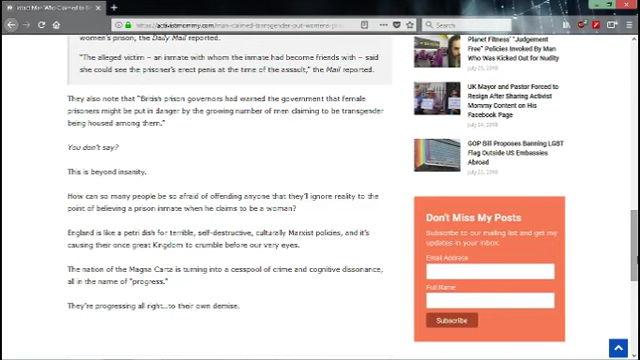 https://activistmommy.com/man-claimed-transgender-put-womens-pr
Search
women's prison, the Daily Mail reported.
"The alleged victim – an inmate with whom the inmate had become friends with – said
she could see the prisoner's erect penis at the time of the assault," the Mail reported.
They also note that "British prison governors had warned the government that female
prisoners might be put in danger by the growing number of men claiming to be transgender
being housed among them."
You don't say?
This is beyond insanity.
How can so many people be so afraid of offending anyone that they'll ignore reality to the
point of believing a prison inmate when he claims to be a woman?
England is like a petri dish for terrible, self-destructive, culturally Marxist policies, and it's
causing their once great Kingdom to crumble before our very eyes.
The nation of the Magna Carta is turning into a cesspool of crime and cognitive dissonance,
all in the name of "progress."
They're progressing all right...to their own demise.
Planet Fitness' "Judgement
Free" Policies Invoked By Man
Who Was Kicked Out for Nudity
July 25, 2018
UK Mayor and Pastor Forced to
Resign After Sharing Activist
Mommy Content on His
Facebook Page
July 24, 2018
GOP Bill Proposes Banning LGBT
Flag Outside US Embassies
Abroad
July 23, 2018
Don't Miss My Posts
Subscribe to our mailing list and get my
updates in your inbox.
Email Address
Full Name
Subscribe